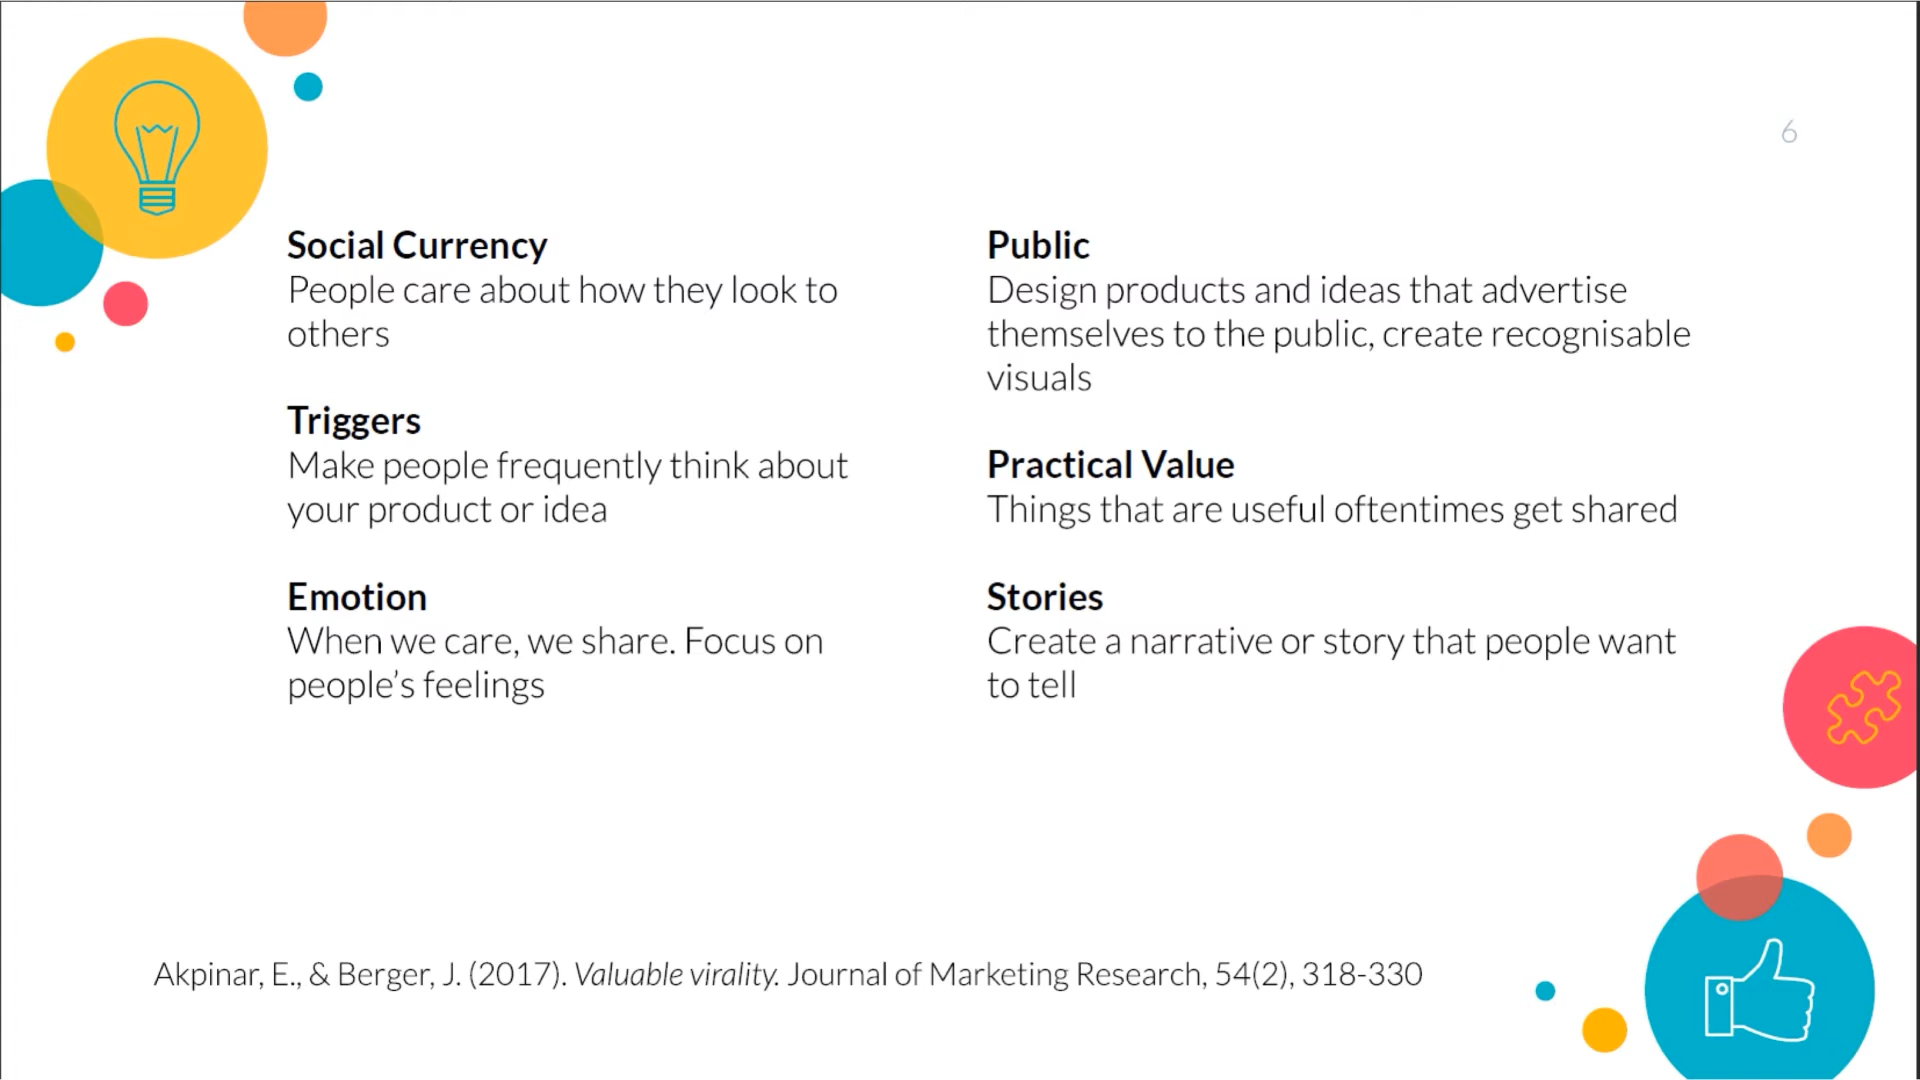 6
Social Currency
People care about how they look to
others
Triggers
Make people frequently think about
your product or idea
Emotion
When we care, we share. Focus on
people’s feelings
Public
Design products and ideas that advertise
themselves to the public, create recognisable
visuals
Practical Value
Things that are useful oftentimes get shared
Stories
Create a narrative or story that people want
to tell
Akpinar, E., & Berger, J. (2017). Valuable virality. Journal of Marketing Research, 54(2), 318-330